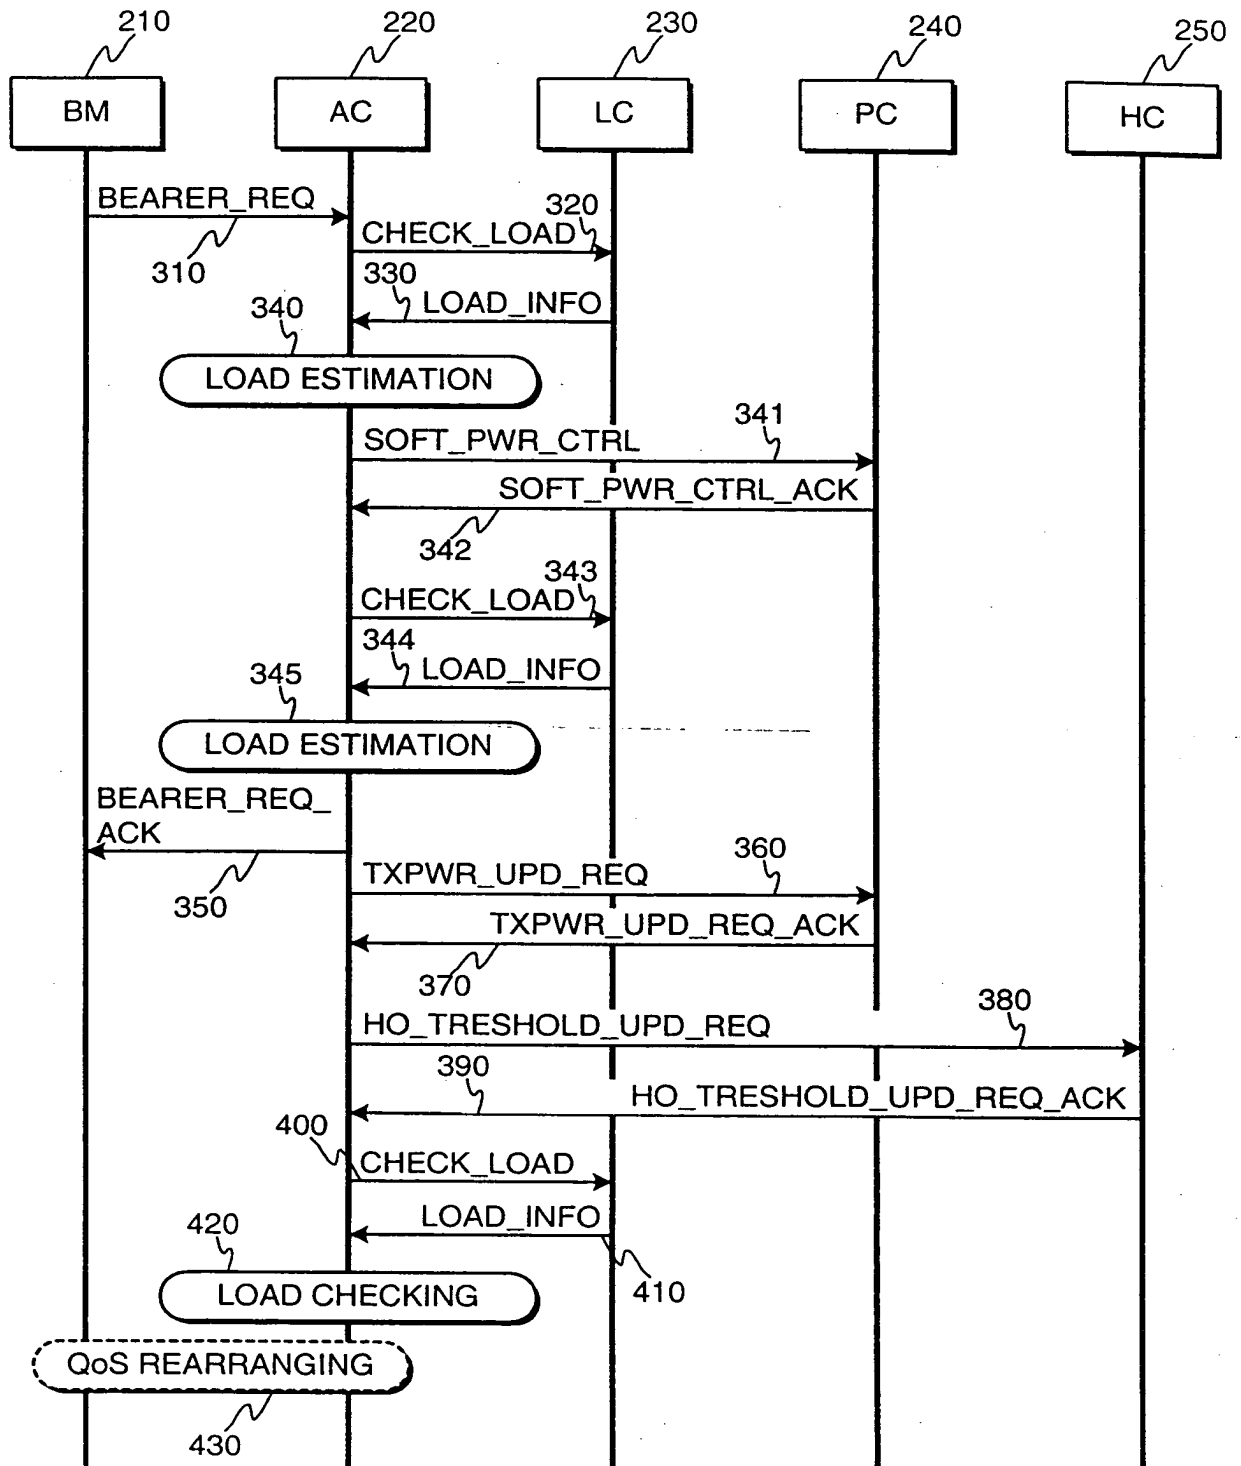 210
220
230
240
250
BM
AC
LC
PC
HC
BEARER_REQ
310
320
CHECK_LOAD
330
LOAD_INFO
340
LOAD ESTIMATION
341
SOFT_PWR_CTRL
SOFT_PWR_CTRL_ACK
342
343
CHECK_LOAD
344
LOAD_INFO
345
LOAD ESTIMATION
BEARER_REQ_
ACK
350
360
TXPWR_UPD_REQ
TXPWR_UPD_REQ_ACK
370
380
HO_TRESHOLD_UPD_REQ
390
HO_TRESHOLD_UPD_REQ_ACK
400
CHECK_LOAD
LOAD_INFO
410
420
LOAD CHECKING
QoS REARRANGING
430